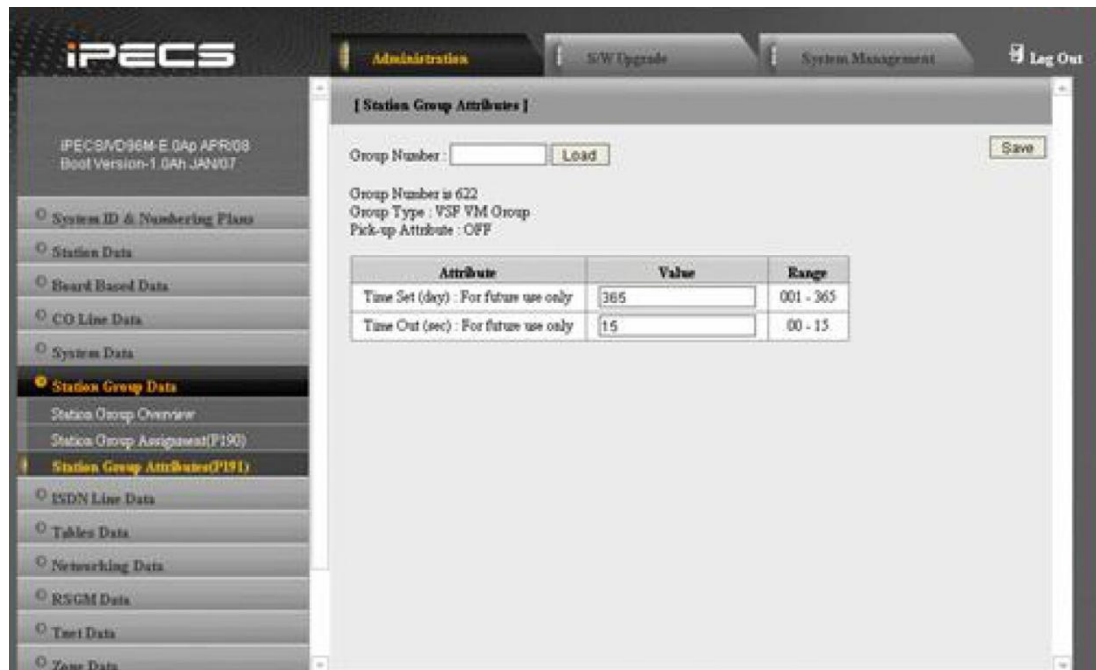 iPECS
Administration
S/W Upgrade
System Management
Log Out
iPECS/VD96M-E.0Ap APR/08
Boot Version-1.0Ah JAN/07
System ID & Numbering Plans
Station Data
Board Based Data
CO Line Data
System Data
Station Group Data
Station Group Overview
Station Group Assignment(P190)
Station Group Attributes(P191)
ISDN Line Data
Tables Data
Networking Data
RSGM Data
Tnet Data
Zone Data
[ Station Group Attributes ]
Group Number : Load
Save
Group Number is 622
Group Type : VSF VM Group
Pick-up Attribute : OFF
Attribute Value Range
Time Set (day) : For future use only 365 001 - 365
Time Out (sec) : For future use only 15 00 - 15